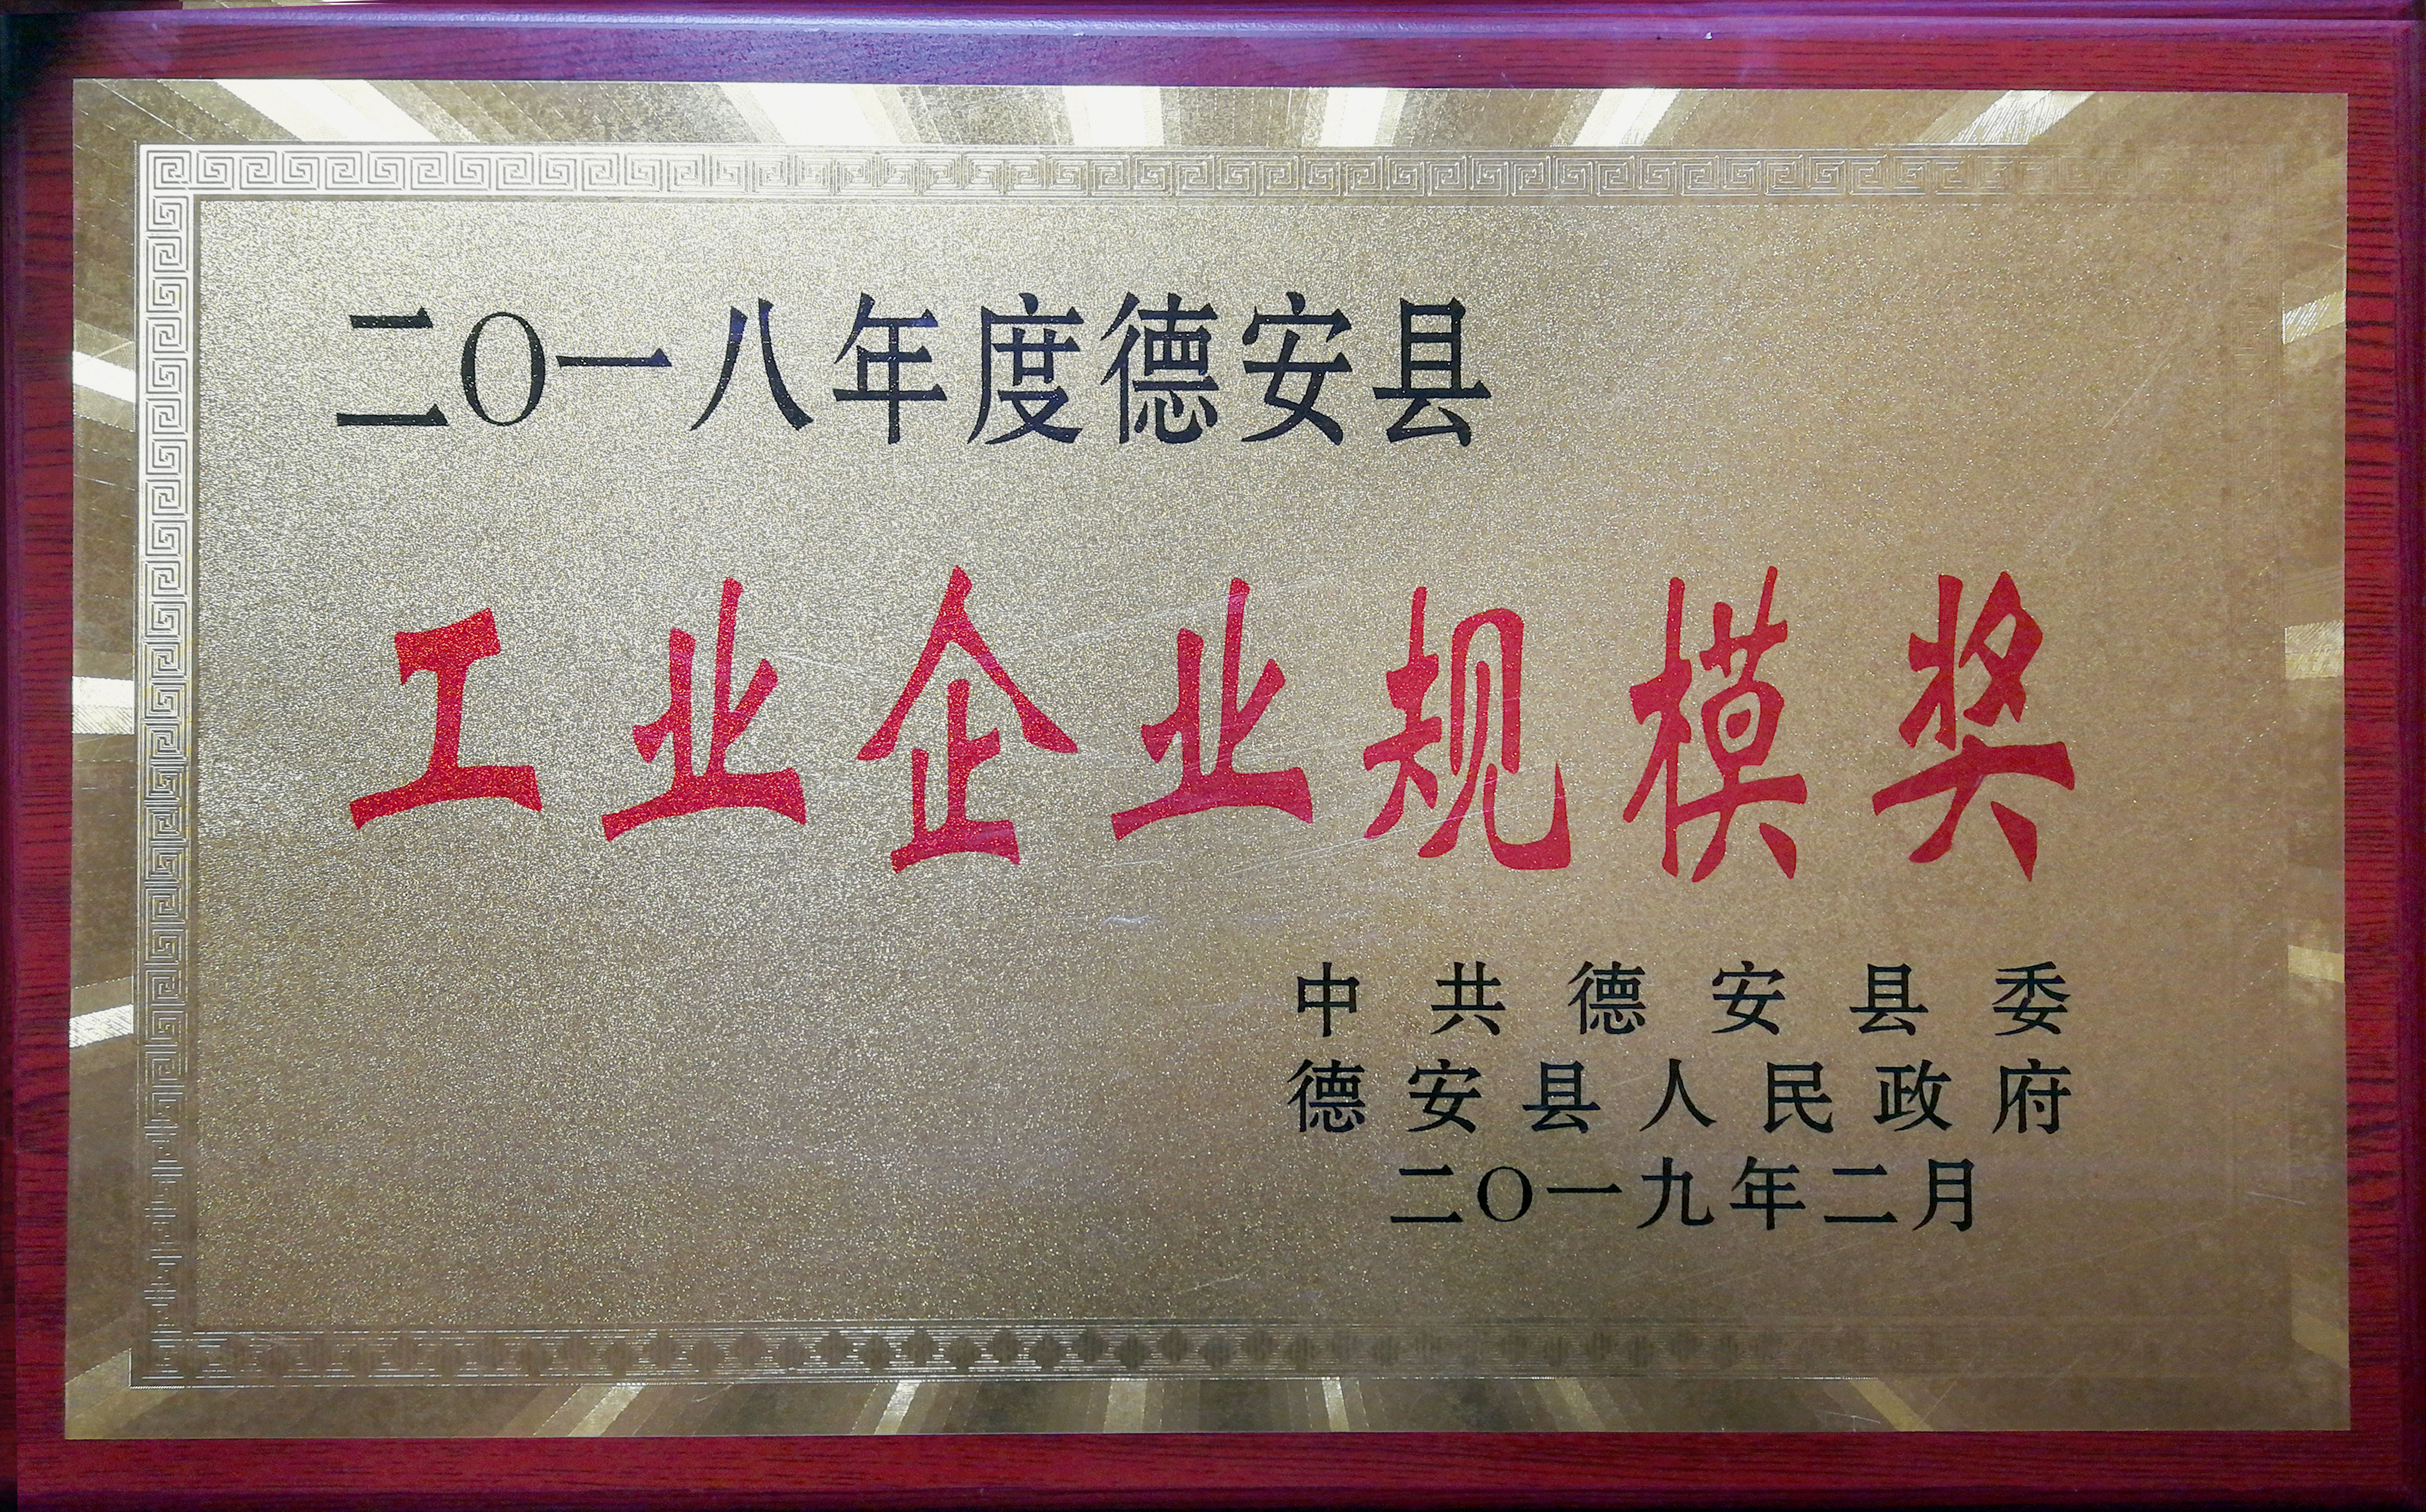 二〇一八年度德安县
工业企业规模奖
中共德安县委
德安县人民政府
二〇一九年二月